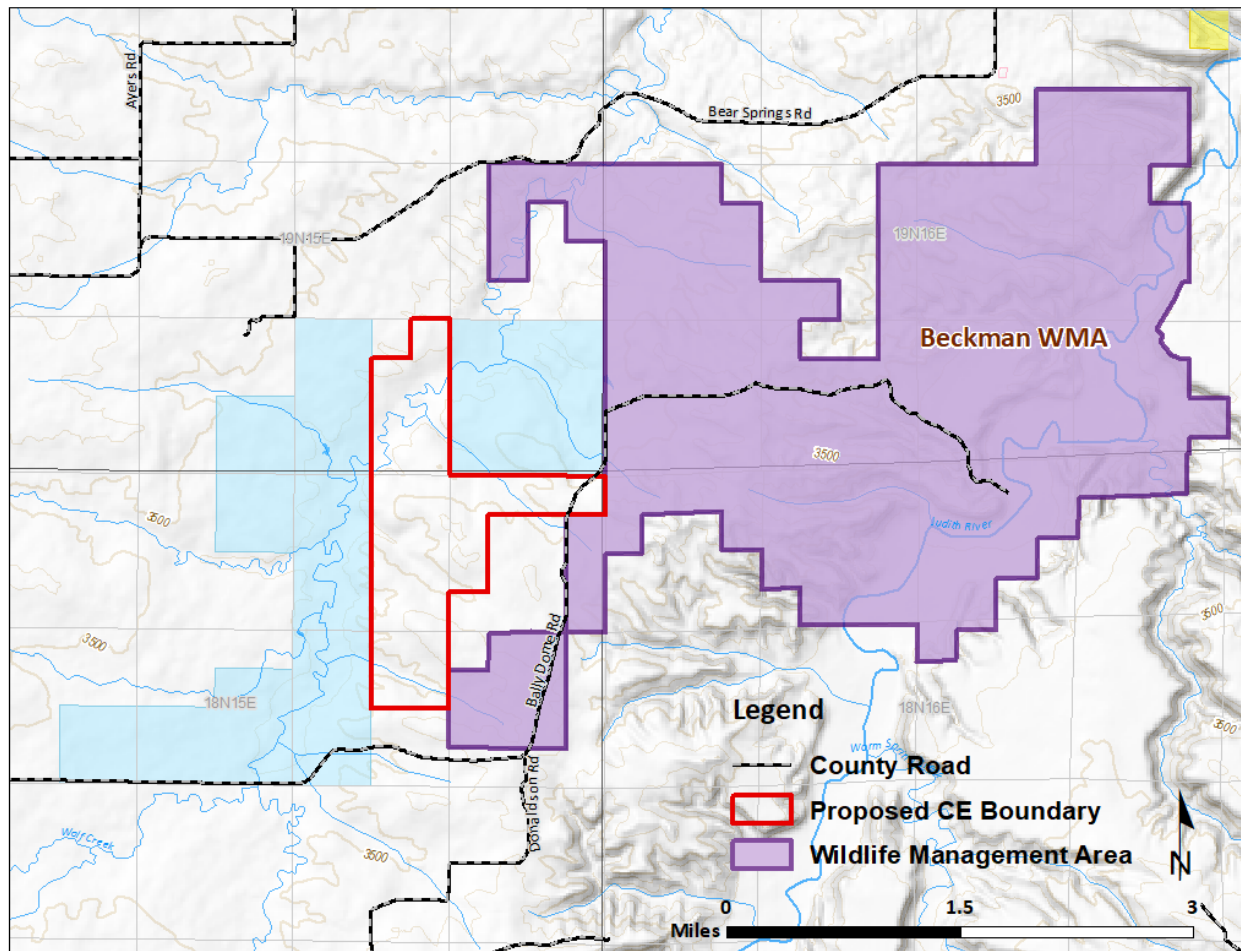 Ayers Rd
Bear Springs Rd
3500
19N15E
19N16E
Beckman WMA
3500
3500
Judith River
3500
3500
Bally Dome Rd
18N15E
18N16E
Legend
Warm Spring
County Road
Donaldson Rd
Proposed CE Boundary
Wolf Creek
3500
Wildlife Management Area
N
0 1.5 3
Miles
3500